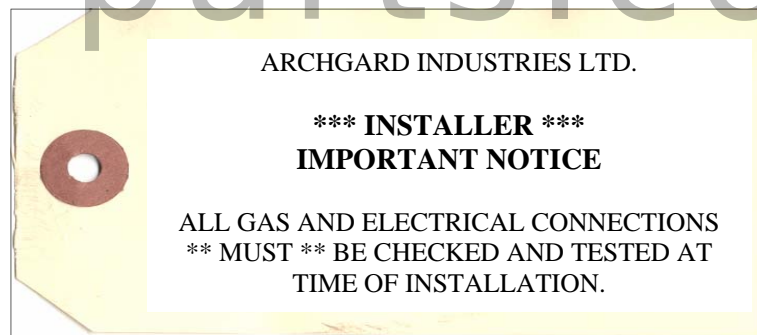 ARCHGARD INDUSTRIES LTD.
*** INSTALLER ***
IMPORTANT NOTICE
ALL GAS AND ELECTRICAL CONNECTIONS
** MUST ** BE CHECKED AND TESTED AT
TIME OF INSTALLATION.